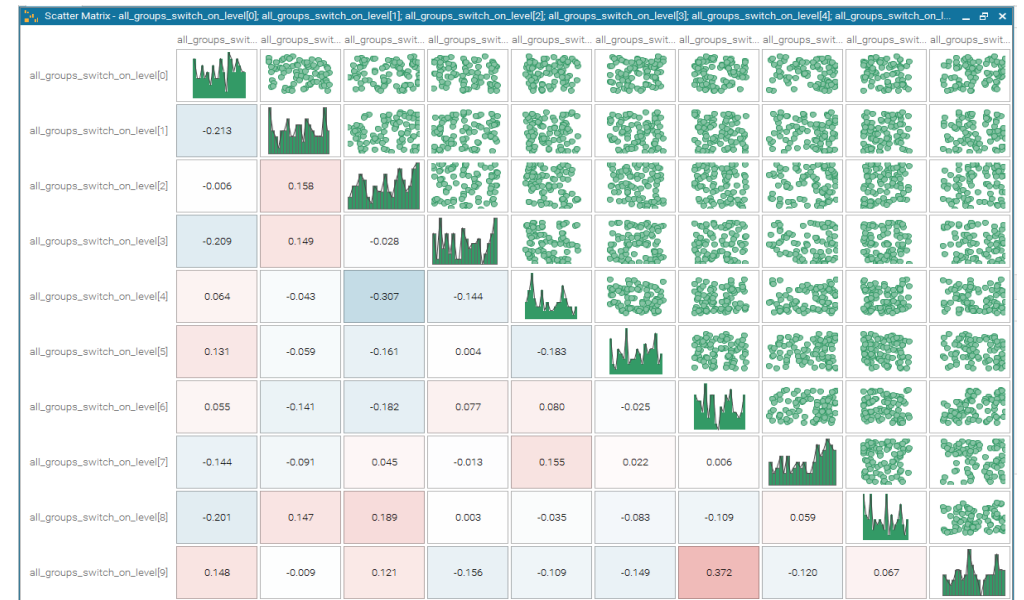 Scatter Matrix - all_groups_switch_on_level[0]; all_groups_switch_on_level[1]; all_groups_switch_on_level[2]; all_groups_switch_on_level[3]; all_groups_switch_on_level[4]; all_groups_switch_on_l...
all_groups_swit... all_groups_swit... all_groups_swit... all_groups_swit... all_groups_swit... all_groups_swit... all_groups_swit... all_groups_swit... all_groups_swit... all_groups_swit...
all_groups_switch_on_level[0]
all_groups_switch_on_level[1] -0.213
all_groups_switch_on_level[2] -0.006 0.158
all_groups_switch_on_level[3] -0.209 0.149 -0.028
all_groups_switch_on_level[4] 0.064 -0.043 -0.307 -0.144
all_groups_switch_on_level[5] 0.131 -0.059 -0.161 0.004 -0.183
all_groups_switch_on_level[6] 0.055 -0.141 -0.182 0.077 0.080 -0.025
all_groups_switch_on_level[7] -0.144 -0.091 0.045 -0.013 0.155 0.022 0.006
all_groups_switch_on_level[8] -0.201 0.147 0.189 0.003 -0.035 -0.083 -0.109 0.059
all_groups_switch_on_level[9] 0.148 -0.009 0.121 -0.156 -0.109 -0.149 0.372 -0.120 0.067